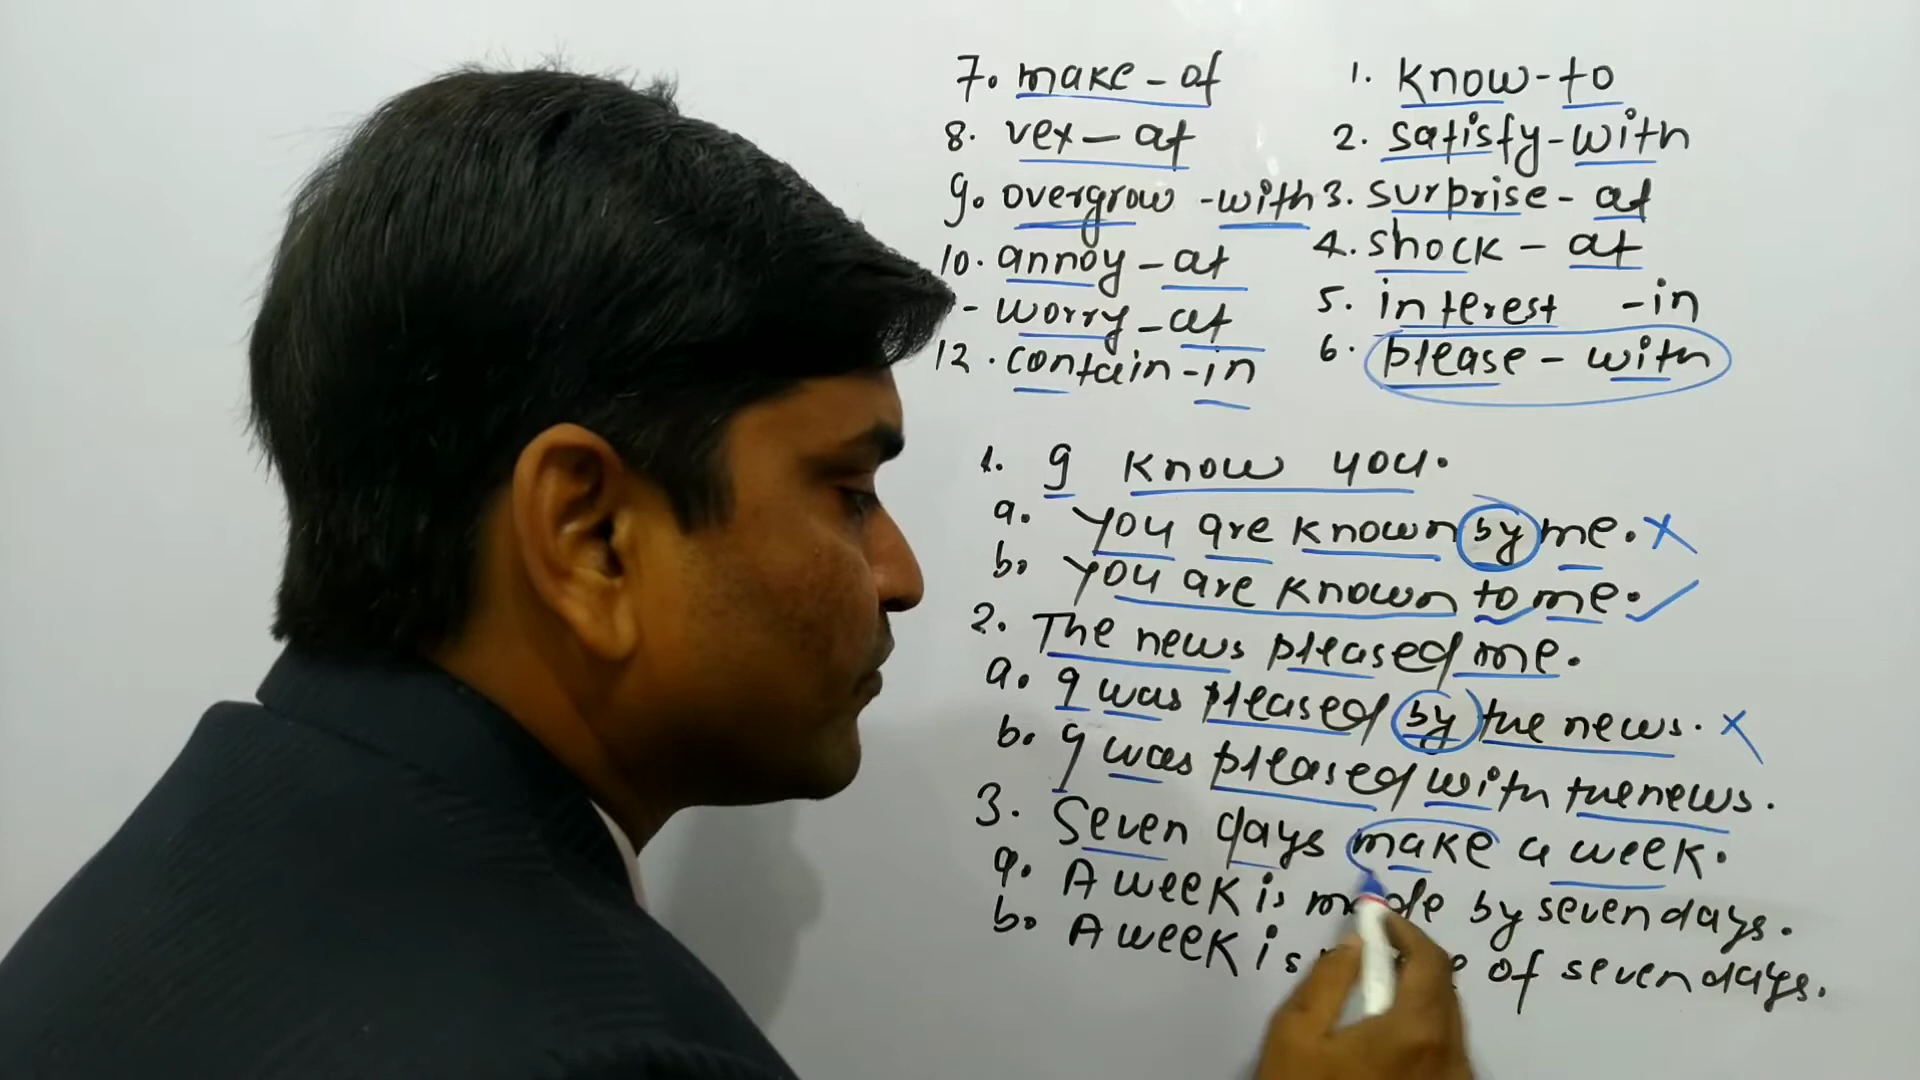 7. make - of
8. vex - at
9. overgrow - with
10. annoy - at
- worry - at
12. contain - in
1. know - to
2. satisfy - with
3. surprise - at
4. shock - at
5. interest - in
6. please - with
1. I know you.
a. You are known by me. ×
b. You are known to me. ✓
2. The news pleased me.
a. I was pleased by the news. ×
b. I was pleased with the news.
3. Seven days make a week.
a. A week is made by seven days.
b. A week is of seven days.